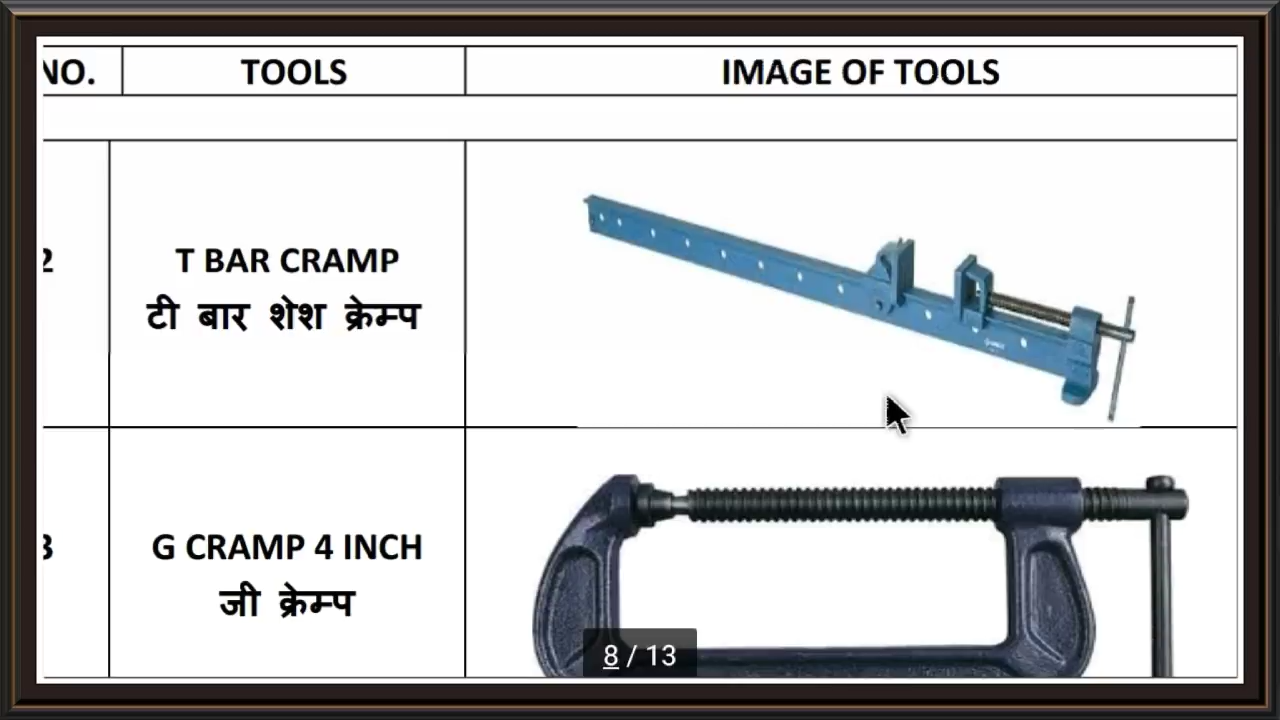 NO. TOOLS IMAGE OF TOOLS
2
T BAR CRAMP
टी बार शेश क्रेम्प
3
G CRAMP 4 INCH
जी क्रेम्प
8 / 13